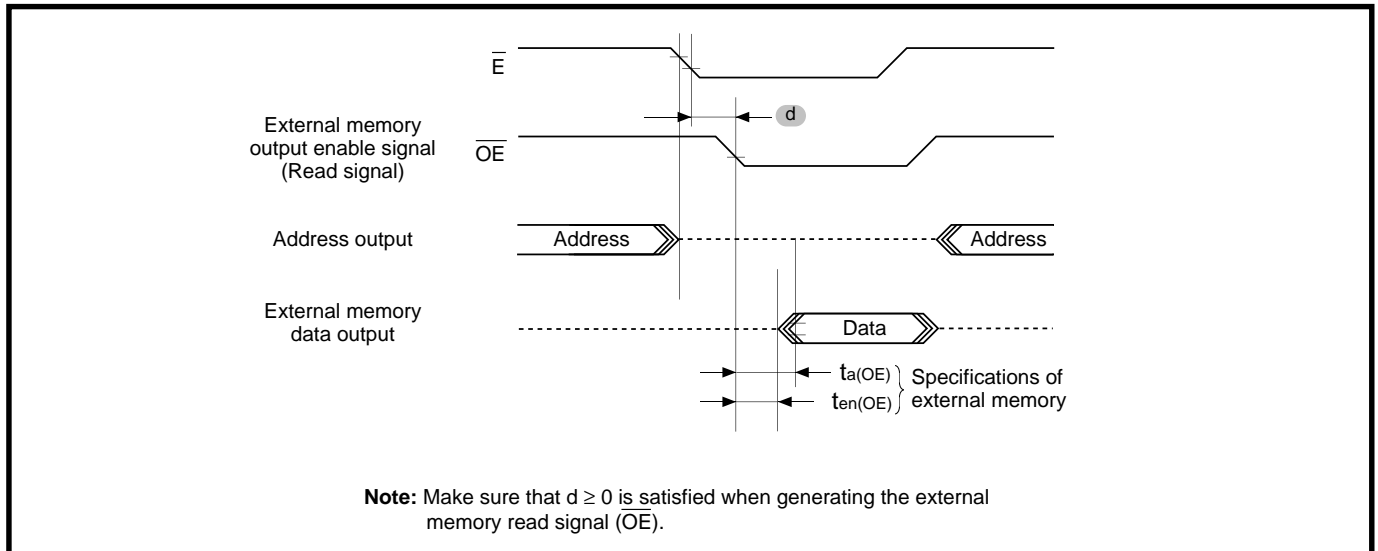 E
d
External memory
output enable signal
(Read signal)
OE
Address output
Address
Address
External memory
data output
Data
ta(OE)
ten(OE)
Specifications of
external memory
Note: Make sure that d ≥ 0 is satisfied when generating the external
memory read signal (OE).